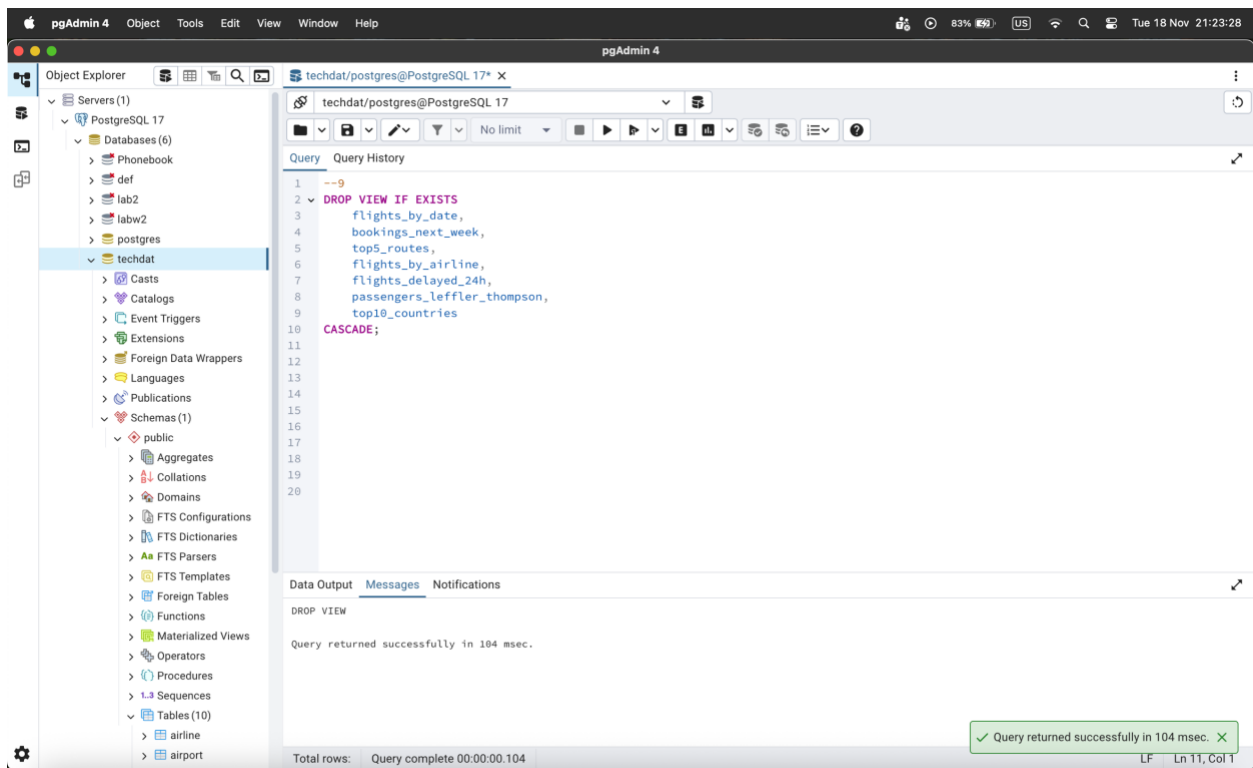 pgAdmin 4 Object Tools Edit View Window Help 83% US Tue 18 Nov 21:23:28
pgAdmin 4
Object Explorer
Servers (1)
PostgreSQL 17
Databases (6)
Phonebook
def
lab2
labw2
postgres
techdat
Casts
Catalogs
Event Triggers
Extensions
Foreign Data Wrappers
Languages
Publications
Schemas (1)
public
Aggregates
Collations
Domains
FTS Configurations
FTS Dictionaries
Aa FTS Parsers
FTS Templates
Foreign Tables
Functions
Materialized Views
Operators
Procedures
1..3 Sequences
Tables (10)
airline
airport
techdat/postgres@PostgreSQL 17*
techdat/postgres@PostgreSQL 17
No limit
Query Query History
1 --9
2 DROP VIEW IF EXISTS
3 flights_by_date,
4 bookings_next_week,
5 top5_routes,
6 flights_by_airline,
7 flights_delayed_24h,
8 passengers_leffler_thompson,
9 top10_countries
10 CASCADE;
11
12
13
14
15
16
17
18
19
20
Data Output Messages Notifications
DROP VIEW
Query returned successfully in 104 msec.
Query returned successfully in 104 msec.
Total rows: Query complete 00:00:00.104 LF Ln 11, Col 1